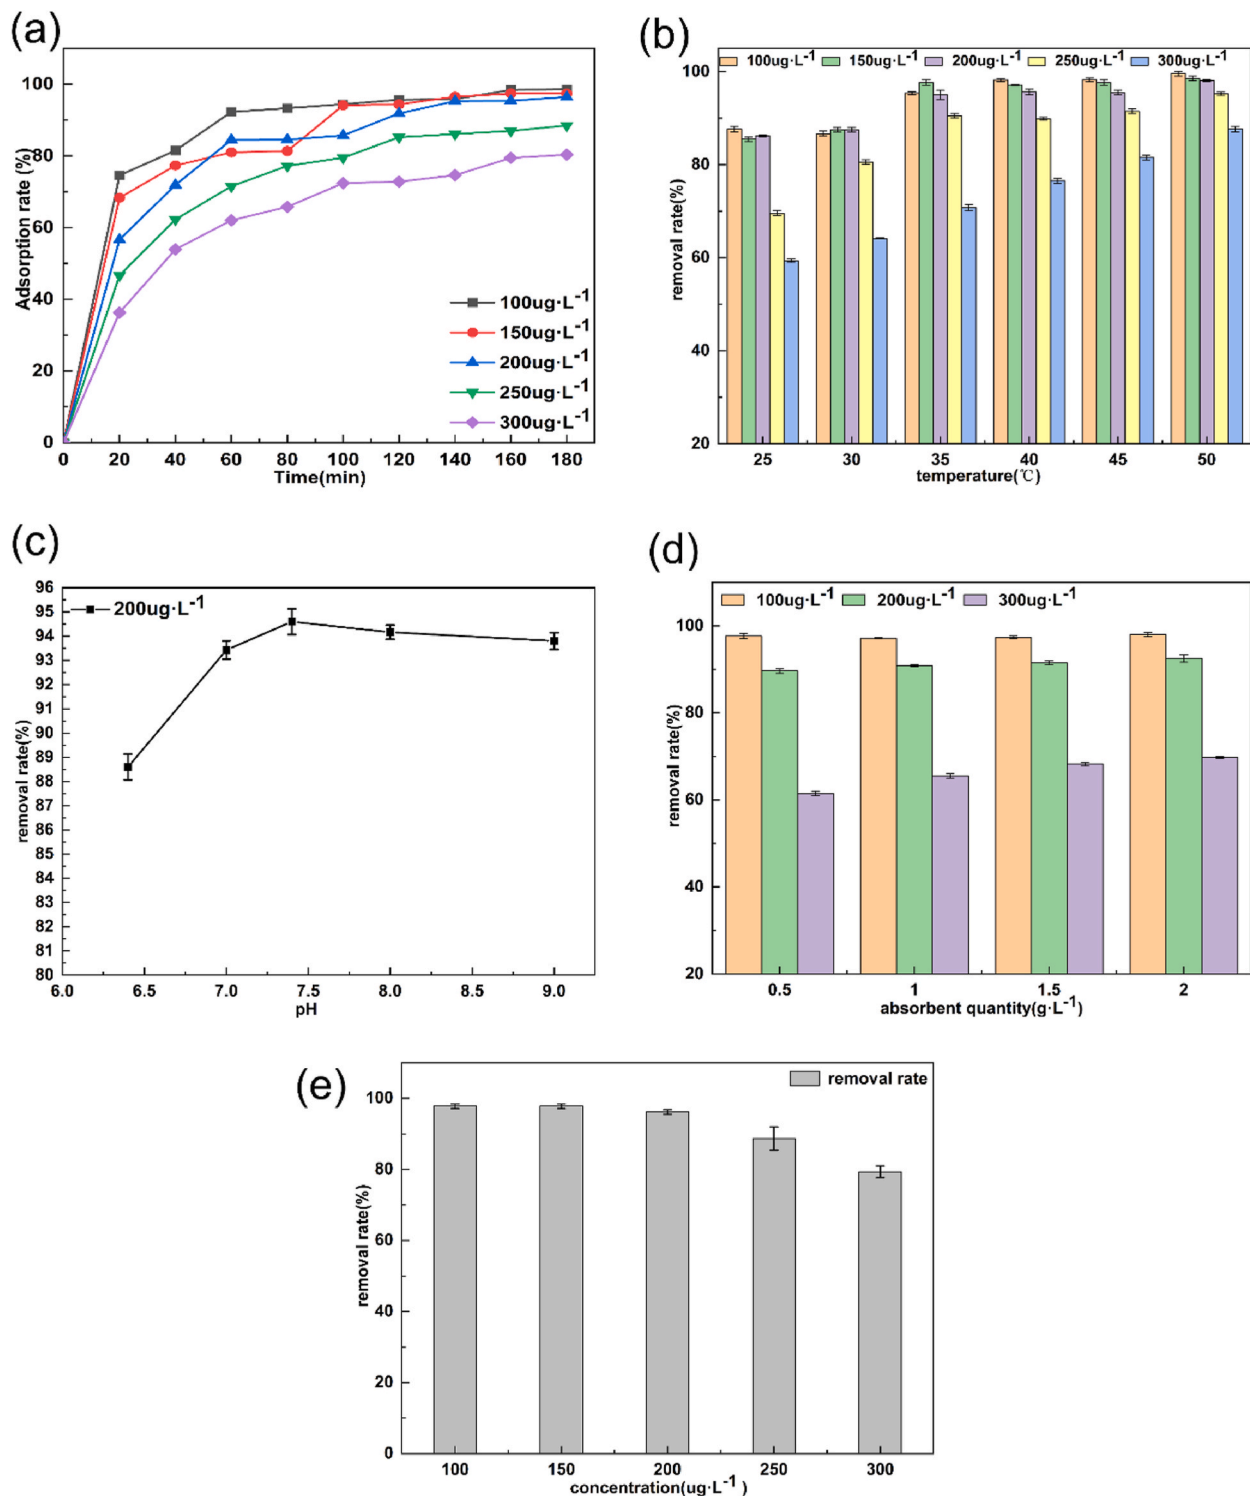 (a)
100
80
60
40
20
0
Adsorption rate (%)
100ug·L-1
150ug·L-1
200ug·L-1
250ug·L-1
300ug·L-1
0 20 40 60 80 100 120 140 160 180
Time(min)
(b)
100ug·L-1 150ug·L-1 200ug·L-1 250ug·L-1 300ug·L-1
100
80
60
40
20
removal rate(%)
25 30 35 40 45 50
temperature(℃)
(c)
200ug·L-1
96
95
94
93
92
91
90
89
88
87
86
85
84
83
82
81
80
removal rate(%)
6.0 6.5 7.0 7.5 8.0 8.5 9.0
pH
(d)
100ug·L-1 200ug·L-1 300ug·L-1
100
80
60
40
20
removal rate(%)
0.5 1 1.5 2
absorbent quantity(g·L-1)
(e)
removal rate
100
80
60
40
20
0
removal rate(%)
100 150 200 250 300
concentration(ug·L-1 )